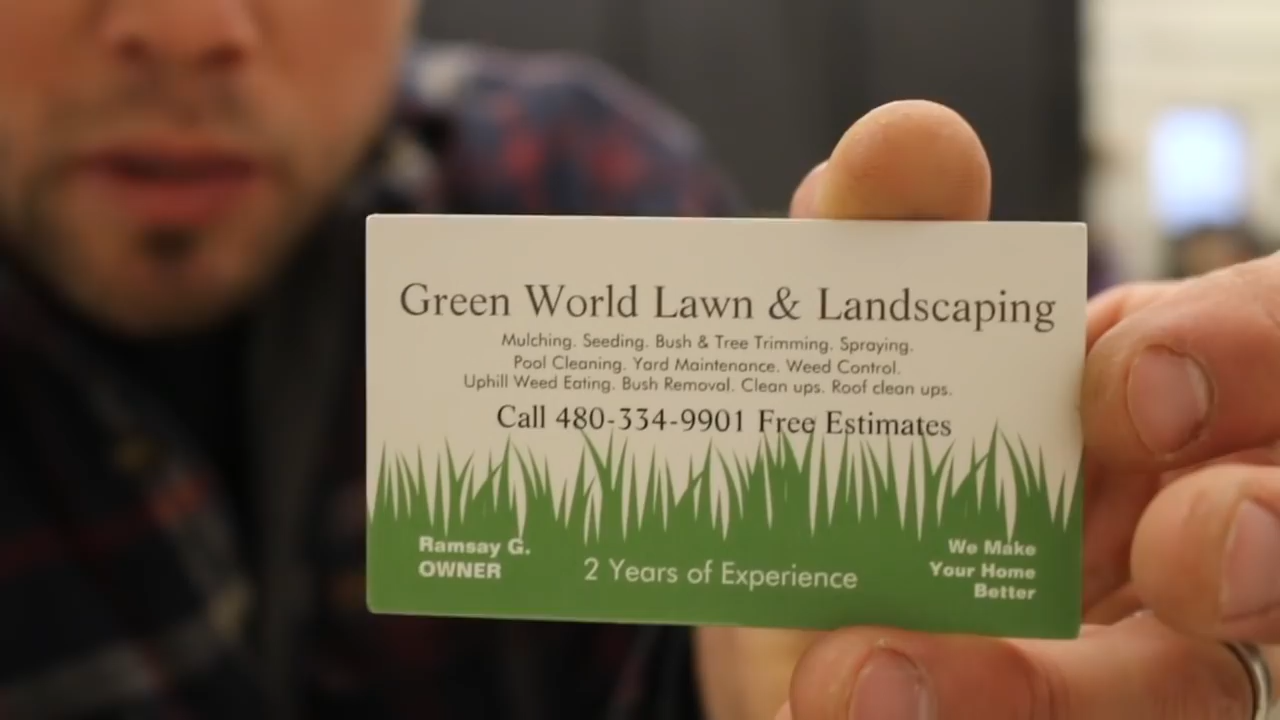 Green World Lawn & Landscaping
Mulching. Seeding. Bush & Tree Trimming. Spraying.
Pool Cleaning. Yard Maintenance. Weed Control.
Uphill Weed Eating. Bush Removal. Clean ups. Roof clean ups.
Call 480-334-9901 Free Estimates
Ramsay G.
OWNER
2 Years of Experience
We Make
Your Home
Better